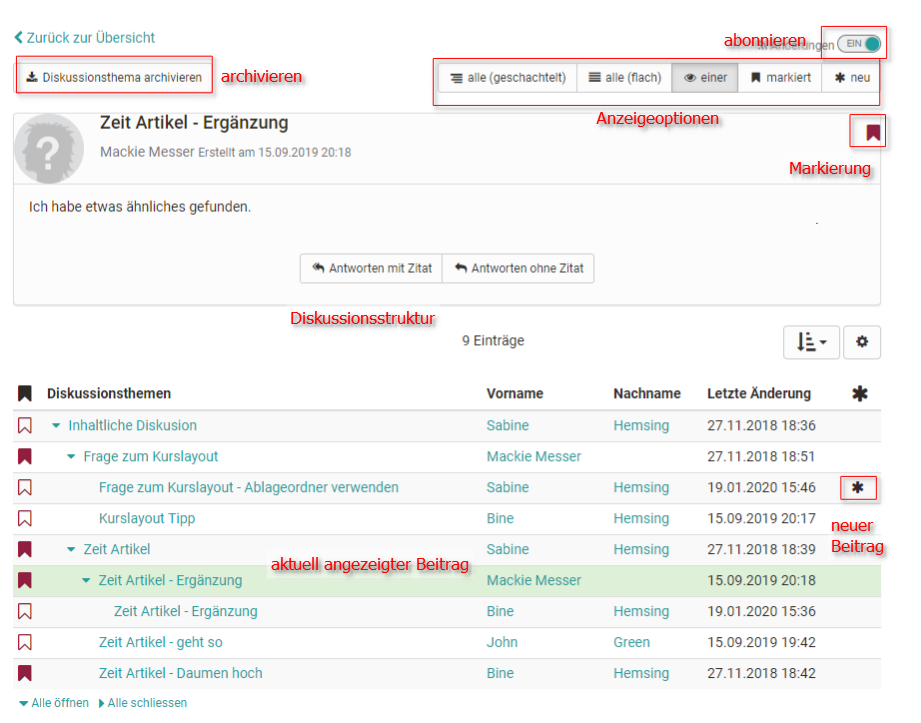 Zurück zur Übersicht
abonnieren
EIN
Diskussionsthema archivieren
archivieren
alle (geschachtelt) alle (flach) einer markiert neu
Anzeigeoptionen
Zeit Artikel - Ergänzung
Mackie Messer Erstellt am 15.09.2019 20:18
Markierung
Ich habe etwas ähnliches gefunden.
Antworten mit Zitat Antworten ohne Zitat
Diskussionsstruktur
9 Einträge
Diskussionsthemen Vorname Nachname Letzte Änderung
Inhaltliche Diskusion Sabine Hemsing 27.11.2018 18:36
Frage zum Kurslayout Mackie Messer 27.11.2018 18:51
Frage zum Kurslayout - Ablageordner verwenden Sabine Hemsing 19.01.2020 15:46
Kurslayout Tipp Bine Hemsing 15.09.2019 20:17
neuer
Beitrag
Zeit Artikel Sabine Hemsing 27.11.2018 18:39
aktuell angezeigter Beitrag
Zeit Artikel - Ergänzung Mackie Messer 15.09.2019 20:18
Zeit Artikel - Ergänzung Bine Hemsing 19.01.2020 15:36
Zeit Artikel - geht so John Green 15.09.2019 19:42
Zeit Artikel - Daumen hoch Bine Hemsing 27.11.2018 18:42
Alle öffnen Alle schliessen